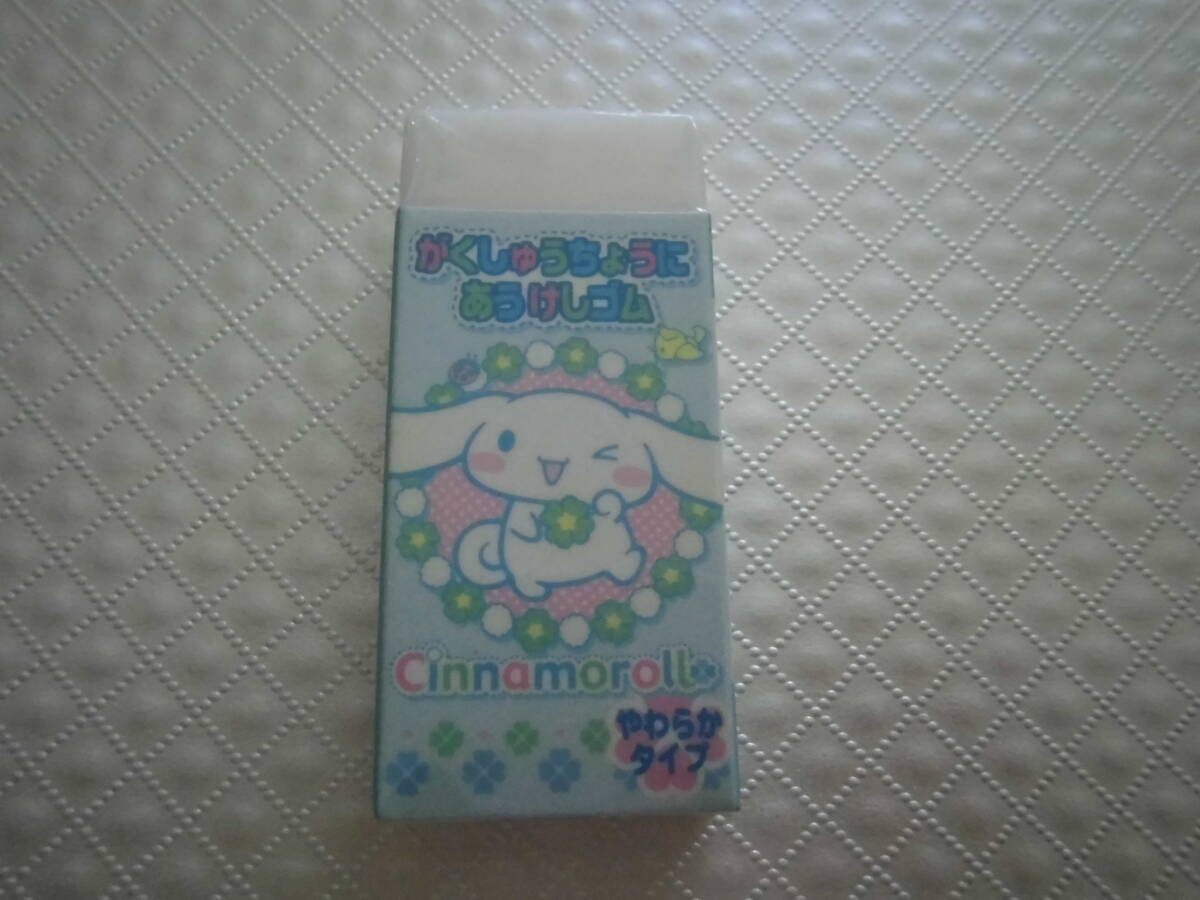 がくしゅうちょうに
あうけしゴム
Cinnamoroll
やわらか
タイプ